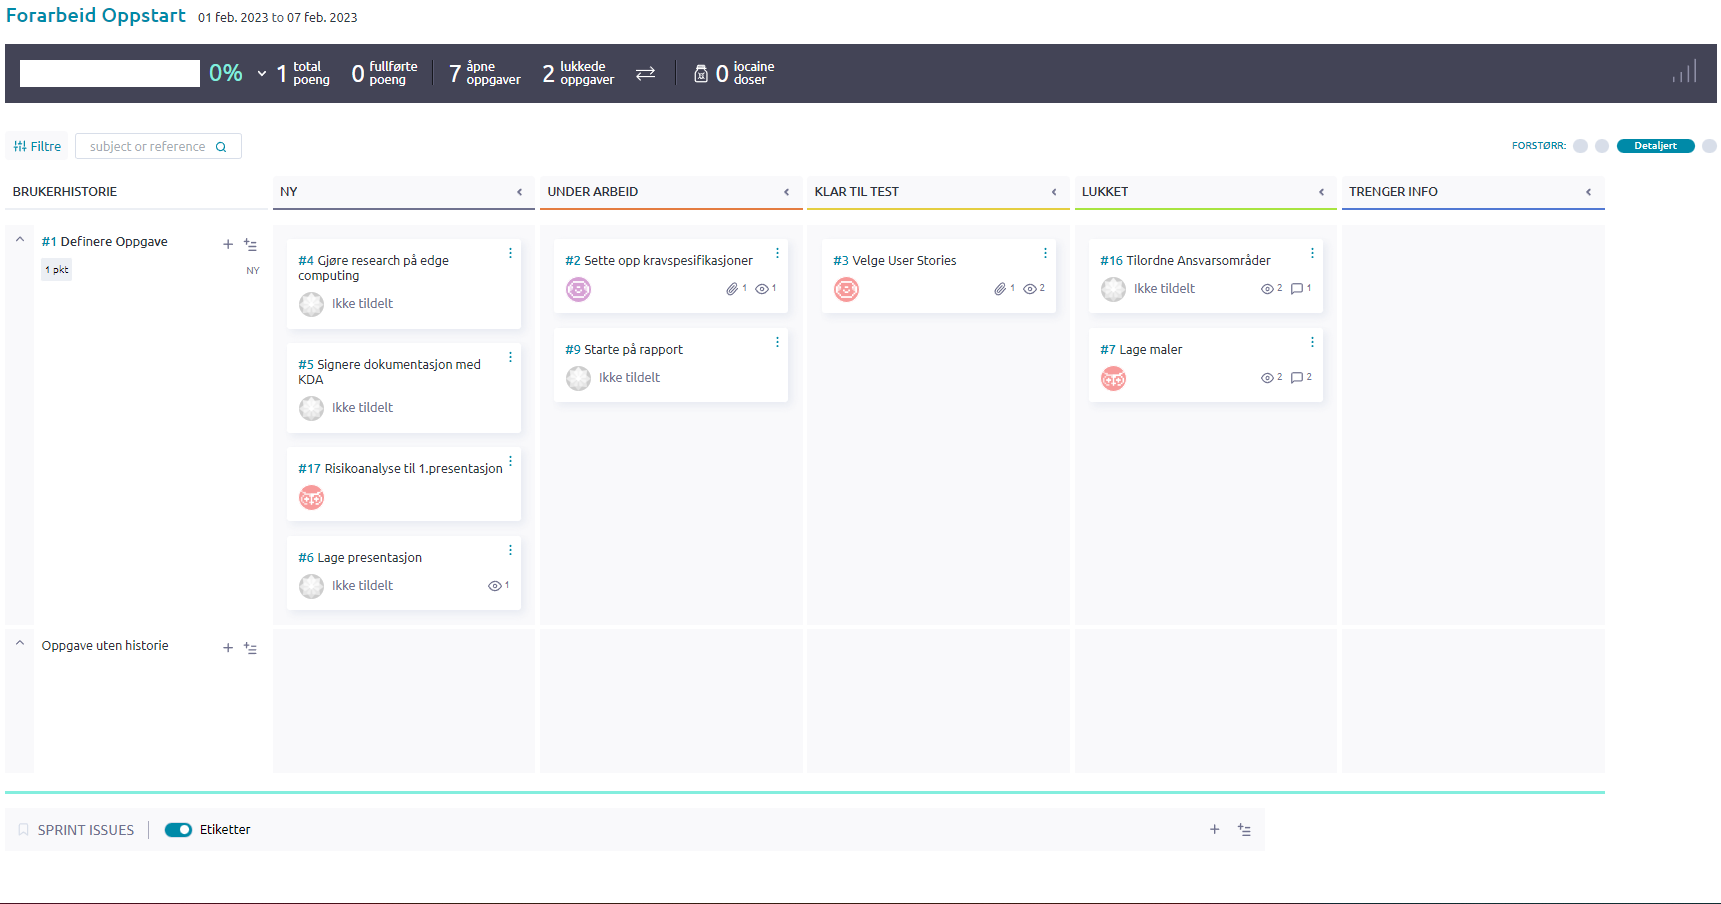 Forarbeid Oppstart 01 feb. 2023 to 07 feb. 2023
0% 1 total poeng 0 fullførte poeng 7 åpne oppgaver 2 lukkede oppgaver 0 iocaine doser
Filtre subject or reference FORSTØRR: Detaljert
BRUKERHISTORIE NY UNDER ARBEID KLAR TIL TEST LUKKET TRENGER INFO
#1 Definere Oppgave
1 pkt NY
#4 Gjøre research på edge
computing
Ikke tildelt
#5 Signere dokumentasjon med
KDA
Ikke tildelt
#17 Risikoanalyse til 1.presentasjon
#6 Lage presentasjon
Ikke tildelt 1
#2 Sette opp kravspesifikasjoner
1 1
#9 Starte på rapport
Ikke tildelt
#3 Velge User Stories
1 2
#16 Tilordne Ansvarsområder
Ikke tildelt 2 1
#7 Lage maler
2 2
Oppgave uten historie
SPRINT ISSUES Etiketter